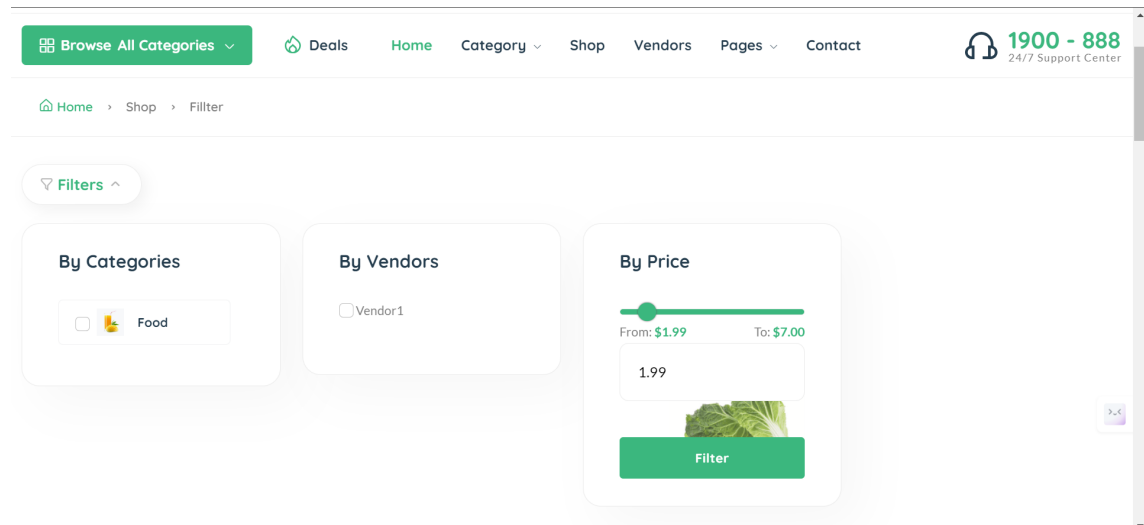 Browse All Categories
Deals
Home
Category
Shop
Vendors
Pages
Contact
1900 - 888
24/7 Support Center
Home › Shop › Fillter
Filters
By Categories
Food
By Vendors
Vendor1
By Price
From: $1.99 To: $7.00
1.99
Filter